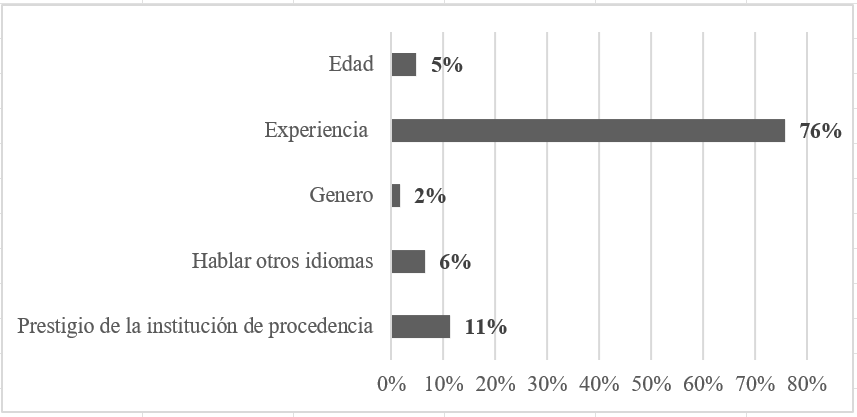 Edad 5%
Experiencia 76%
Genero 2%
Hablar otros idiomas 6%
Prestigio de la institución de procedencia 11%
0% 10% 20% 30% 40% 50% 60% 70% 80%